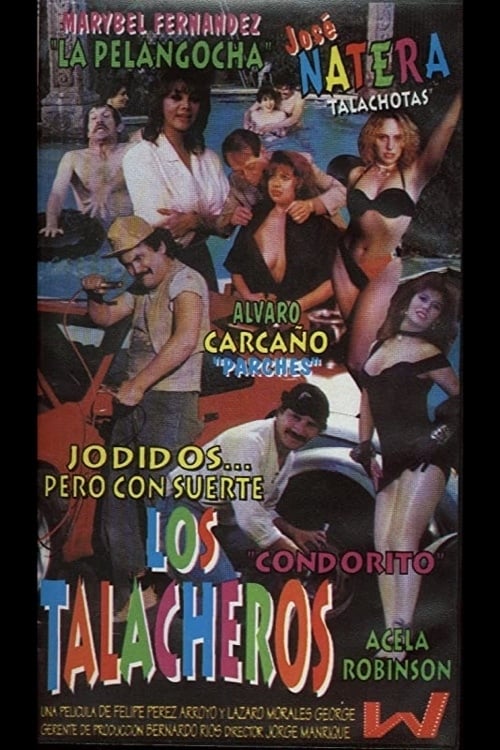 MARYBEL FERNANDEZ
"LA PELANGOCHA"
José
NATERA
TALACHOTAS
ALVARO
CARCAÑO
"PARCHES"
JODIDOS...
PERO CON SUERTE
LOS
TALACHEROS
"CONDORITO"
ACELA
ROBINSON
UNA PELICULA DE FELIPE PEREZ ARROYO Y LAZARO MORALES GEORGE
GERENTE DE PRODUCCION BERNARDO RIOS DIRECTOR JORGE MANRIQUE
W